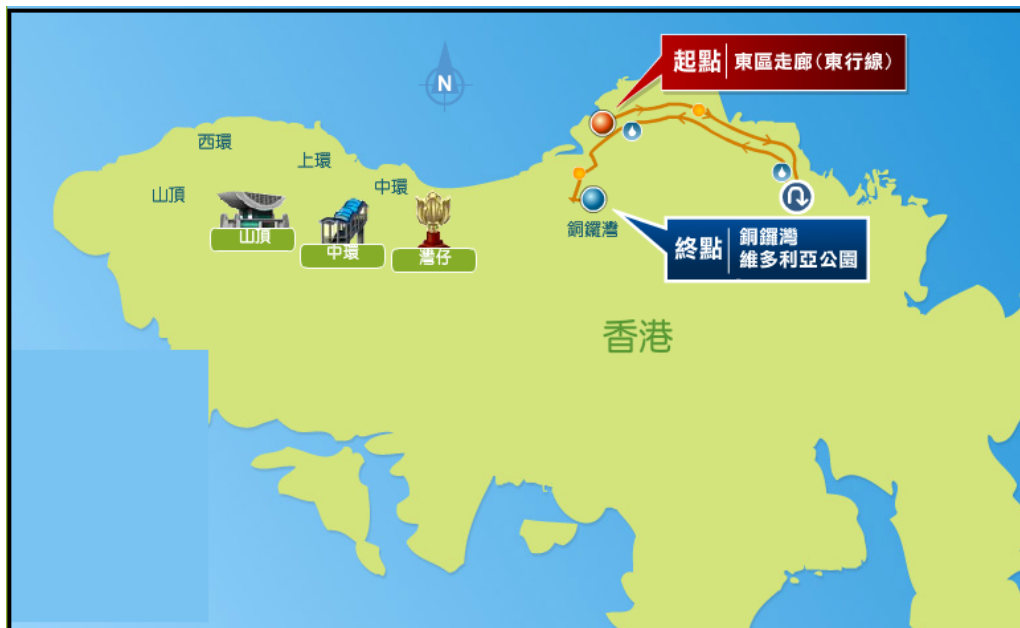 起點 東區走廊(東行線)
N
西環
上環
山頂
中環
山頂
中環
灣仔
銅鑼灣
終點 銅鑼灣
維多利亞公園
香港